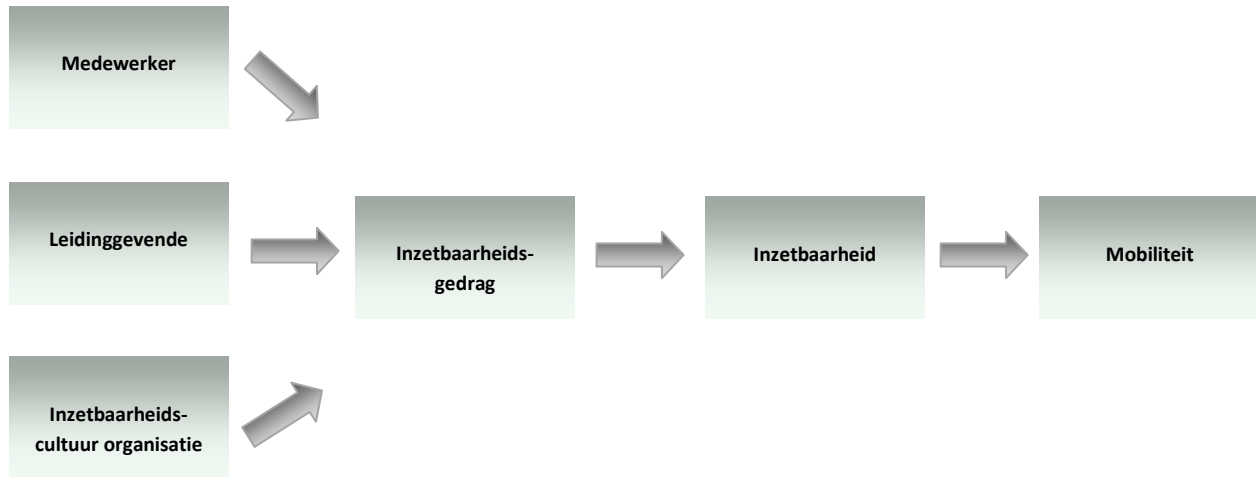 Medewerker
Leidinggevende
Inzetbaarheids-
gedrag
Inzetbaarheid
Mobiliteit
Inzetbaarheids-
cultuur organisatie